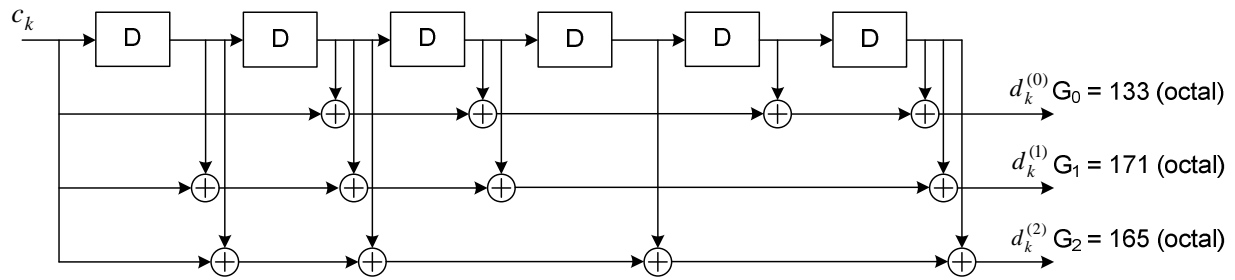 c_k
D D D D D D
d_k^{(0)} G_0 = 133 (octal)
d_k^{(1)} G_1 = 171 (octal)
d_k^{(2)} G_2 = 165 (octal)